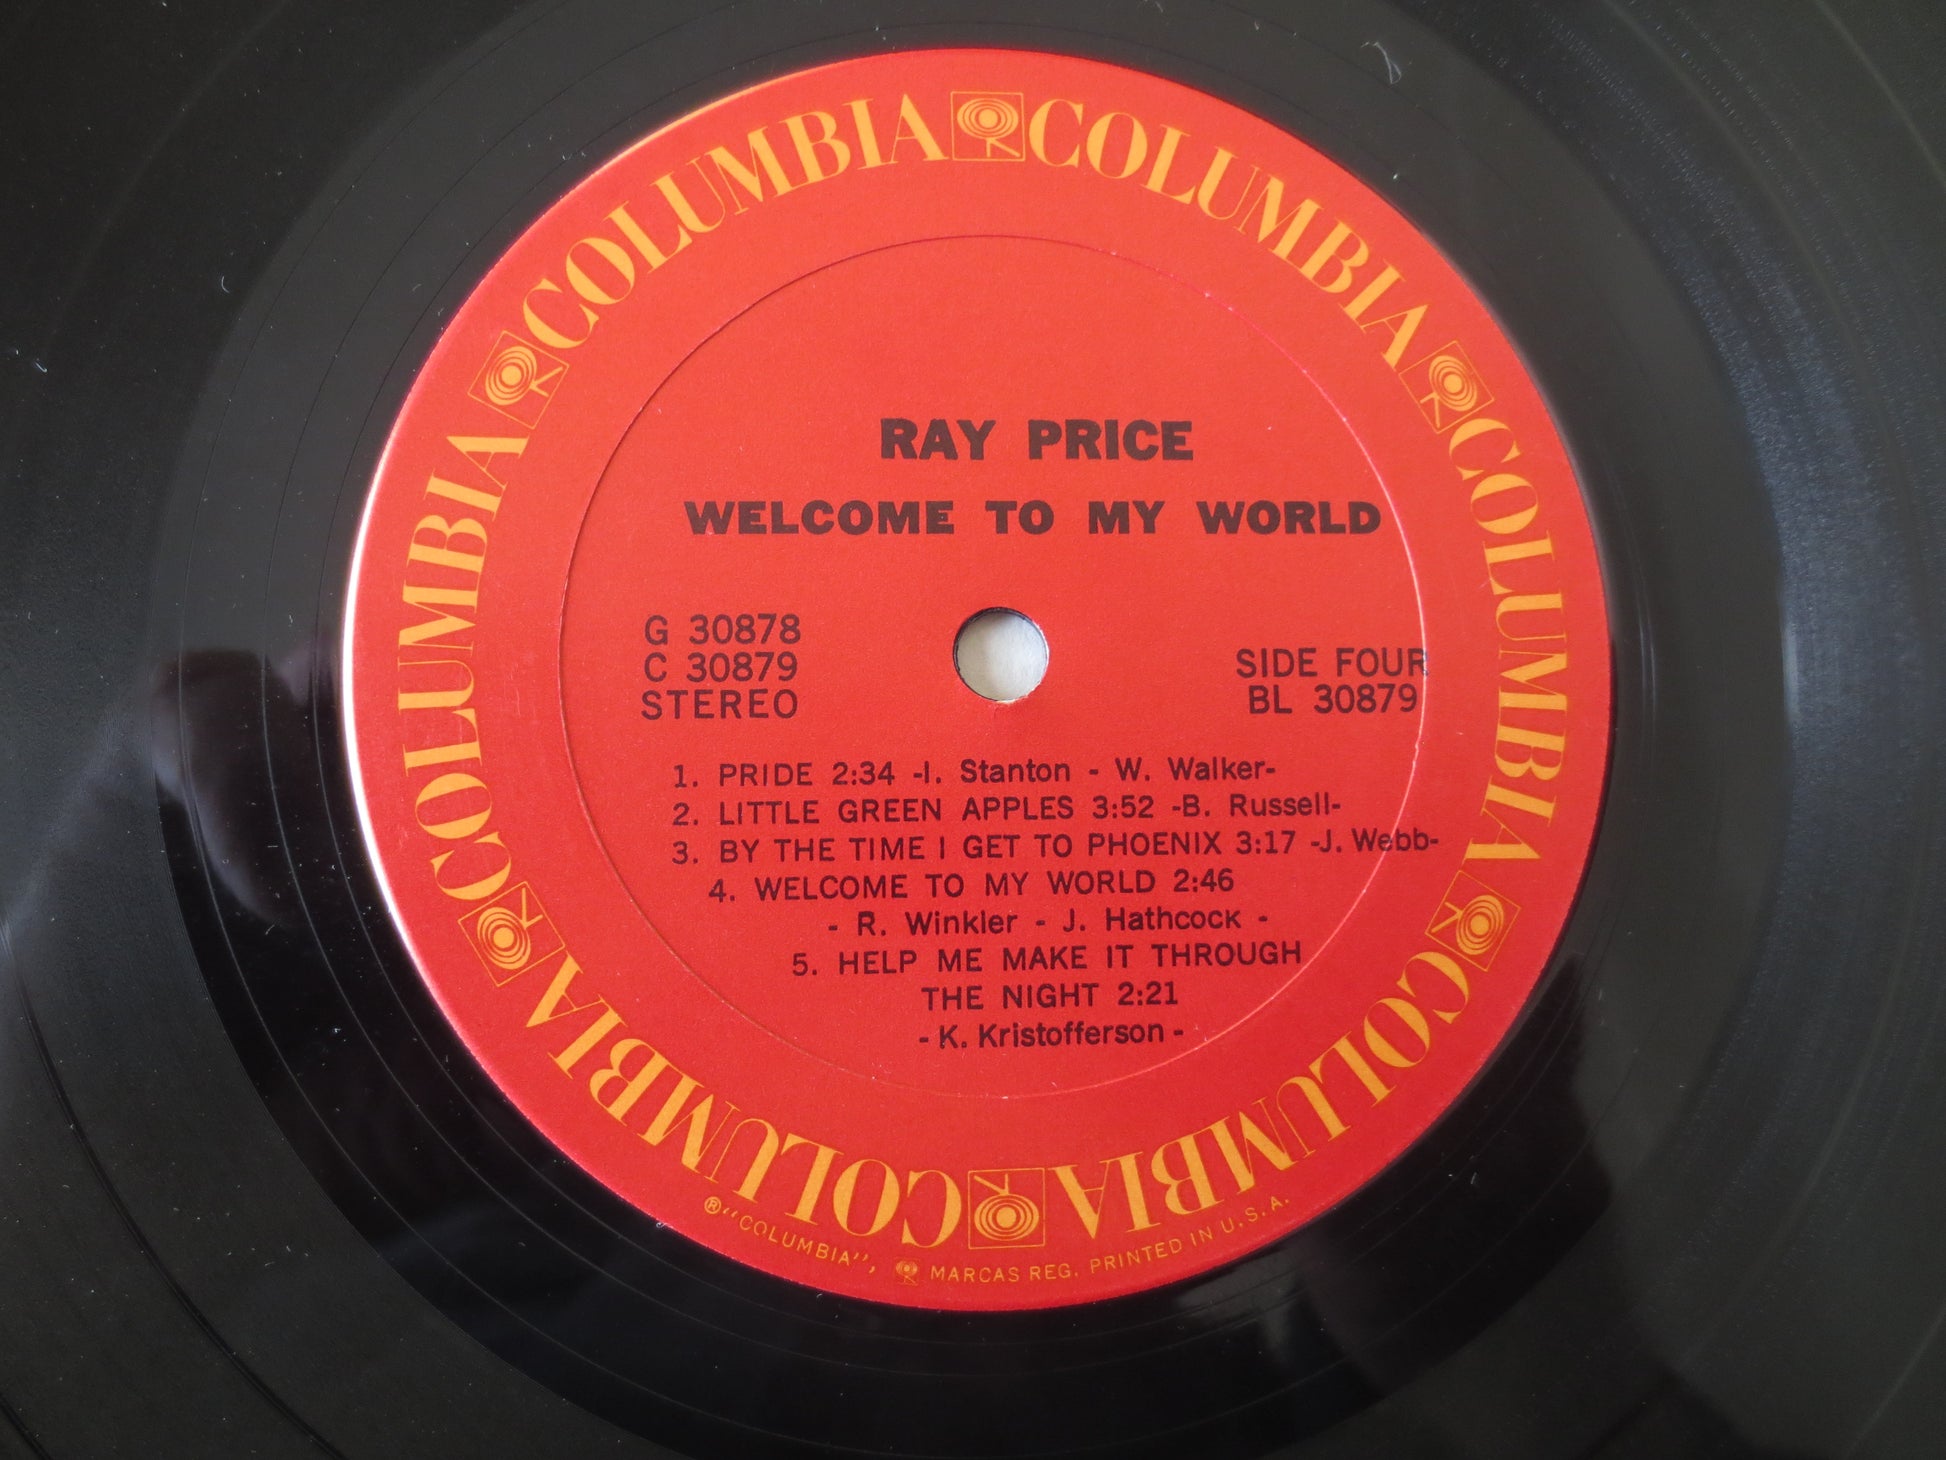 COLUMBIA COLUMBIA COLUMBIA COLUMBIA COLUMBIA COLUMBIA
RAY PRICE
WELCOME TO MY WORLD
G 30878
C 30879
STEREO
SIDE FOUR
BL 30879
1. PRIDE 2:34 -I. Stanton - W. Walker-
2. LITTLE GREEN APPLES 3:52 -B. Russell-
3. BY THE TIME I GET TO PHOENIX 3:17 -J. Webb-
4. WELCOME TO MY WORLD 2:46
- R. Winkler - J. Hathcock -
5. HELP ME MAKE IT THROUGH
THE NIGHT 2:21
- K. Kristofferson -
® "COLUMBIA", MARCAS REG. PRINTED IN U.S.A.